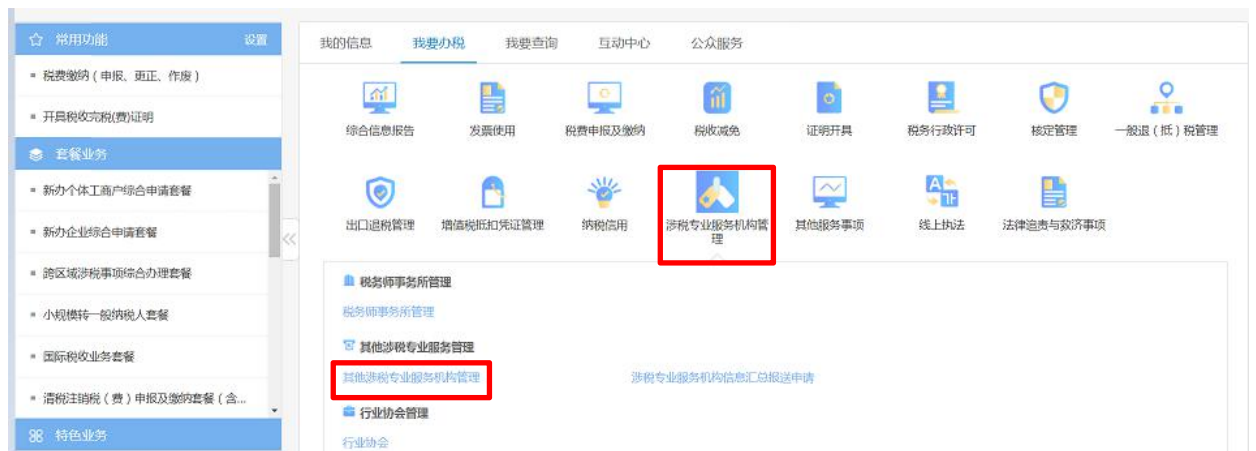 常用功能 设置
税费缴纳（申报、更正、作废）
开具税收完税(费)证明
套餐业务
新办个体工商户综合申请套餐
新办企业综合申请套餐
跨区域涉税事项综合办理套餐
小规模转一般纳税人套餐
国际税收业务套餐
清税注销税（费）申报及缴纳套餐（含...
特色业务
我的信息 我要办税 我要查询 互动中心 公众服务
综合信息报告 发票使用 税费申报及缴纳 税收减免 证明开具 税务行政许可 核定管理 一般退（抵）税管理
出口退税管理 增值税抵扣凭证管理 纳税信用 涉税专业服务机构管
理
其他服务事项 线上执法 法律追责与救济事项
税务师事务所管理
税务师事务所管理
其他涉税专业服务管理
其他涉税专业服务机构管理 涉税专业服务机构信息汇总报送申请
行业协会管理
行业协会